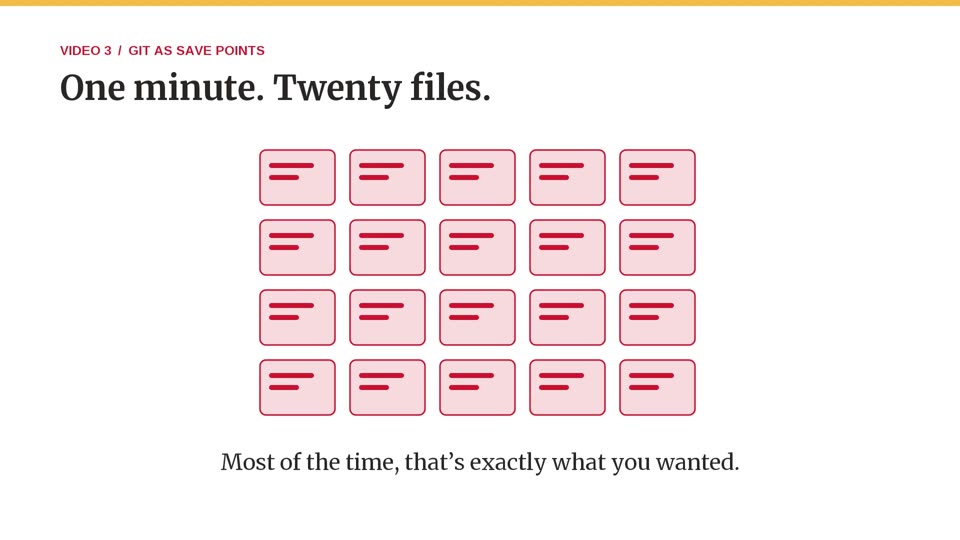 VIDEO 3 / GIT AS SAVE POINTS
One minute. Twenty files.
Most of the time, that’s exactly what you wanted.